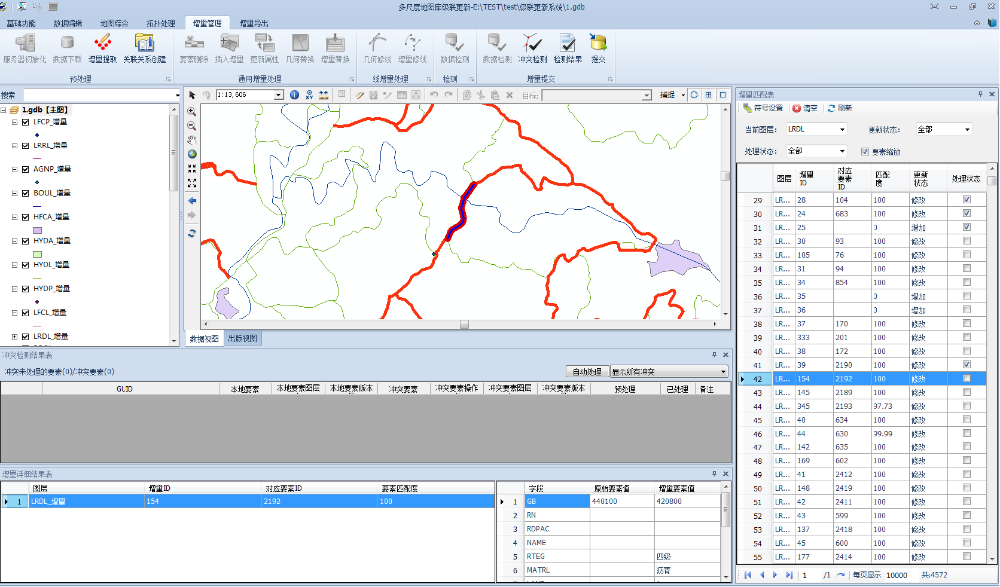 多尺度地图库级联更新-E:\TEST\test\级联更新系统\1.gdb
基础功能 数据编辑 地图综合 拓扑处理 增量管理 增量导出
服务器初始化 数据下载 增量提取 关联关系创建 要素删除 插入增量 更新属性 几何替换 增量替换 几何修线 增量修线 数据检测 数据检测 冲突检测 检测结果 提交
预处理 通用增量处理 线增量处理 检测 增量提交
搜索
1:13,606
目标: 捕捉
1.gdb【主图】
LFCP_增量
LRRL_增量
AGNP_增量
BOUL_增量
HFCA_增量
HYDA_增量
HYDL_增量
HYDP_增量
LFCL_增量
LRDL_增量
数据视图 出版视图
冲突检测结果表
冲突未处理的要素(0)/冲突要素(0)
自动处理 显示所有冲突
GUID 本地要素 本地要素图层 本地要素版本 冲突要素 冲突要素操作 冲突要素图层 冲突要素版本 预处理 已处理 备注
增量详细结果表
图层 增量ID 对应要素ID 要素匹配度
1 LRDL_增量 154 2192 100
字段 原始要素值 增量要素值
1 GB 440100 420800
2 RN
3 RDPAC
4 NAME
5 RTEG 四级
6 MATRL 沥青
增量匹配表
符号设置 清空 刷新
当前图层: LRDL 更新状态: 全部
处理状态: 全部 要素缩放
图层 增量ID 对应要素ID 匹配度 更新状态 处理状态
29 LR... 28 104 100 修改
30 LR... 24 683 100 修改
31 LR... 25 0 增加
32 LR... 30 93 100 修改
33 LR... 105 76 100 修改
34 LR... 31 94 100 修改
35 LR... 34 854 100 修改
36 LR... 35 0 增加
37 LR... 36 0 增加
38 LR... 37 170 100 修改
39 LR... 333 201 100 修改
40 LR... 38 172 100 修改
41 LR... 39 2190 100 修改
42 LR... 154 2192 100 修改
43 LR... 145 2189 100 修改
44 LR... 345 2193 97.73 修改
45 LR... 40 634 100 修改
46 LR... 44 630 99.99 修改
47 LR... 142 635 100 修改
48 LR... 169 602 100 修改
49 LR... 41 2412 100 修改
50 LR... 148 2419 100 修改
51 LR... 42 2411 100 修改
52 LR... 43 599 100 修改
53 LR... 137 2418 100 修改
54 LR... 45 600 100 修改
55 LR... 177 2414 100 修改
1 /1 每页显示 10000 共:4572